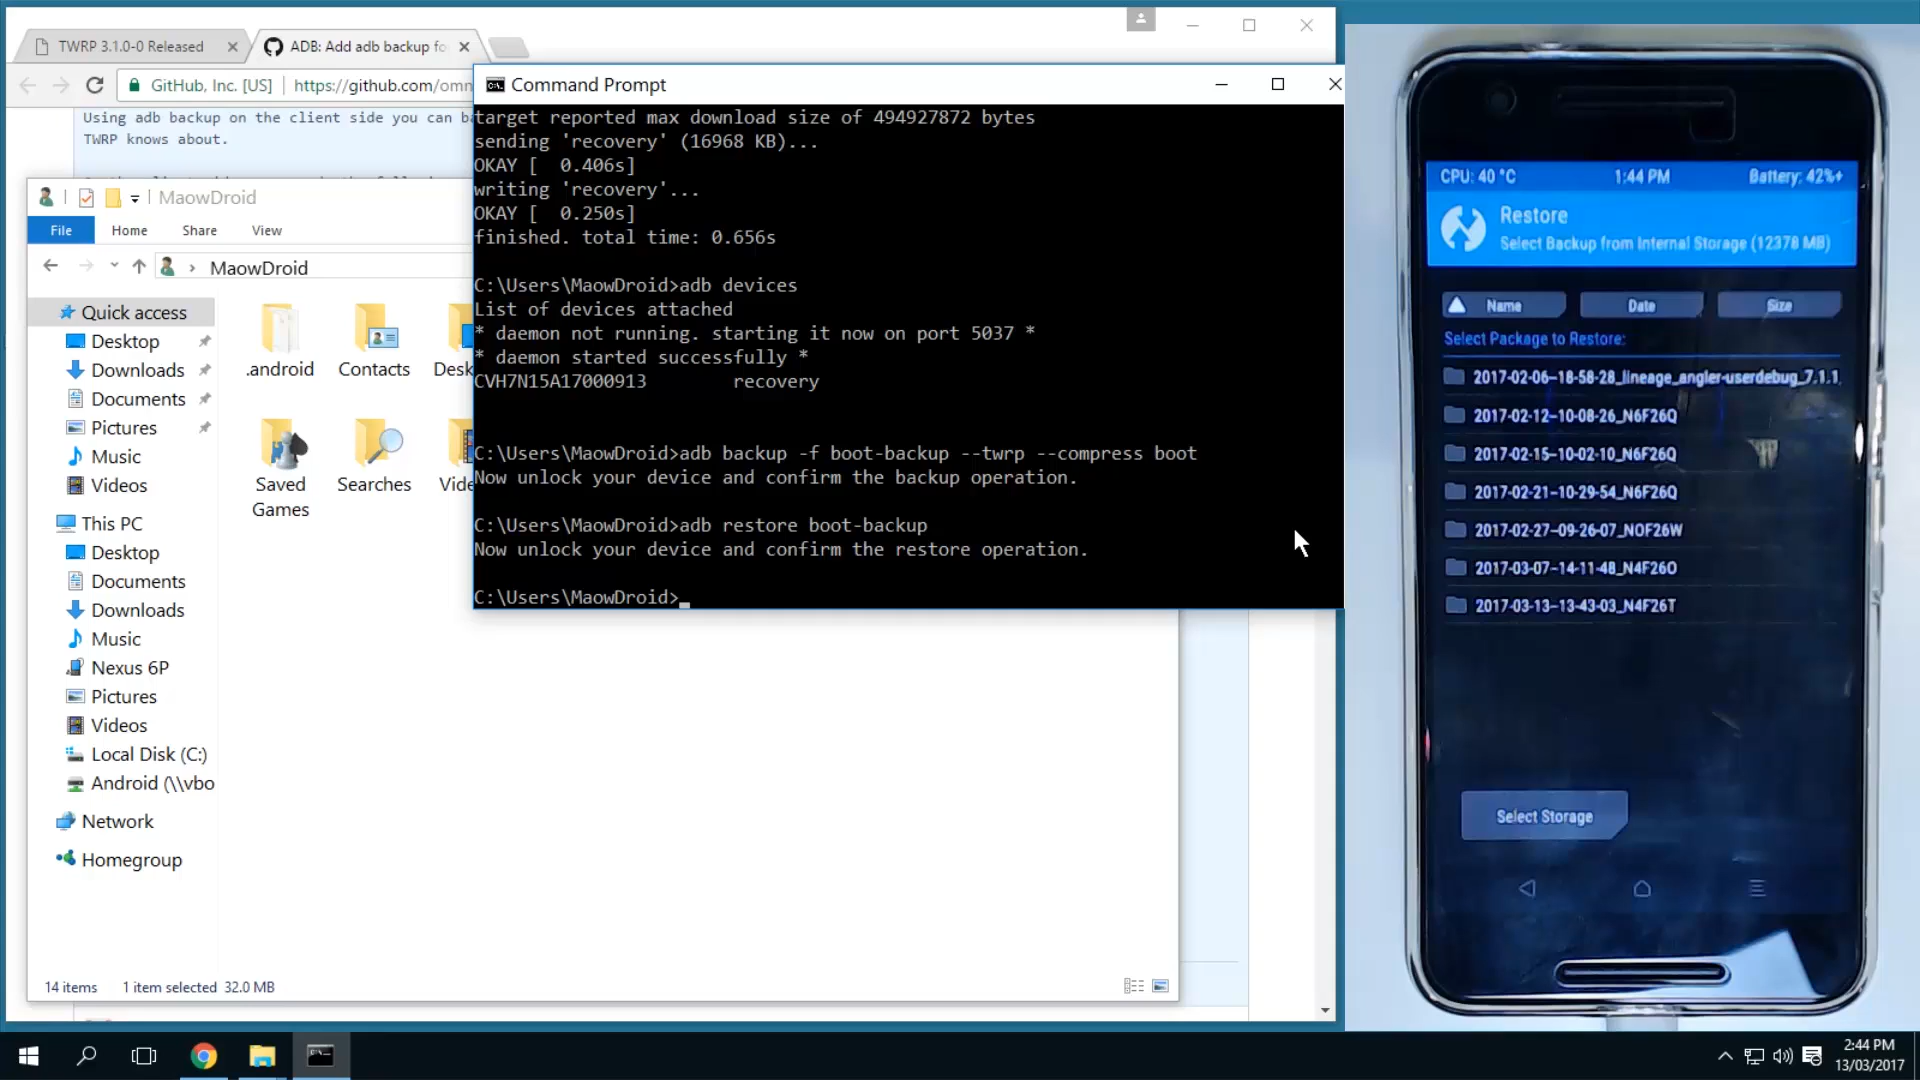 TWRP 3.1.0-0 Released
ADB: Add adb backup fo
GitHub, Inc. [US]
https://github.com/omn
Using adb backup on the client side you can ba
TWRP knows about.
MaowDroid
File
Home
Share
View
MaowDroid
Quick access
Desktop
Downloads
Documents
Pictures
Music
Videos
This PC
Desktop
Documents
Downloads
Music
Nexus 6P
Pictures
Videos
Local Disk (C:)
Android (\\vbo
Network
Homegroup
.android
Contacts
Desk
Saved
Games
Searches
Vide
14 items
1 item selected 32.0 MB
Command Prompt
target reported max download size of 494927872 bytes
sending 'recovery' (16968 KB)...
OKAY [  0.406s]
writing 'recovery'...
OKAY [  0.250s]
finished. total time: 0.656s
C:\Users\MaowDroid>adb devices
List of devices attached
* daemon not running. starting it now on port 5037 *
* daemon started successfully *
CVH7N15A17000913        recovery
C:\Users\MaowDroid>adb backup -f boot-backup --twrp --compress boot
Now unlock your device and confirm the backup operation.
C:\Users\MaowDroid>adb restore boot-backup
Now unlock your device and confirm the restore operation.
C:\Users\MaowDroid>_
CPU: 40 °C
1:44 PM
Battery: 42%+
Restore
Select Backup from Internal Storage (12378 MB)
Name
Date
Size
Select Package to Restore:
2017-02-06--18-58-28_lineage_angler-userdebug_7.1.1_
2017-02-12--10-08-26_N6F26Q
2017-02-15--10-02-10_N6F26Q
2017-02-21--10-29-54_N6F26Q
2017-02-27--09-26-07_NOF26W
2017-03-07--14-11-48_N4F26O
2017-03-13--13-43-03_N4F26T
Select Storage
2:44 PM
13/03/2017